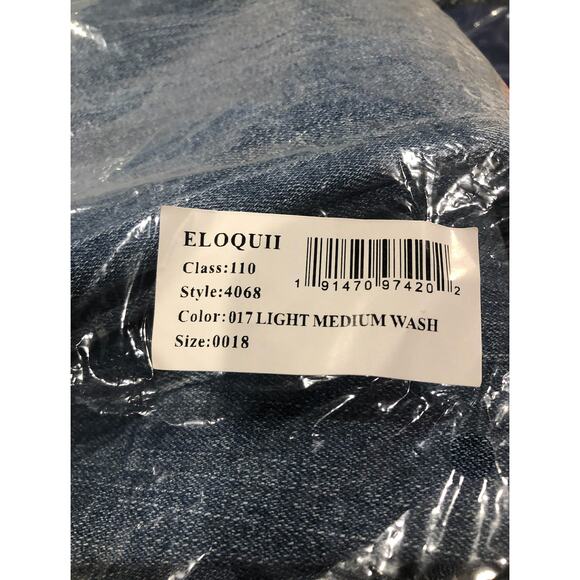 ELOQUII
Class:110
Style:4068
Color:017 LIGHT MEDIUM WASH
Size:0018
1 91470 97420 2